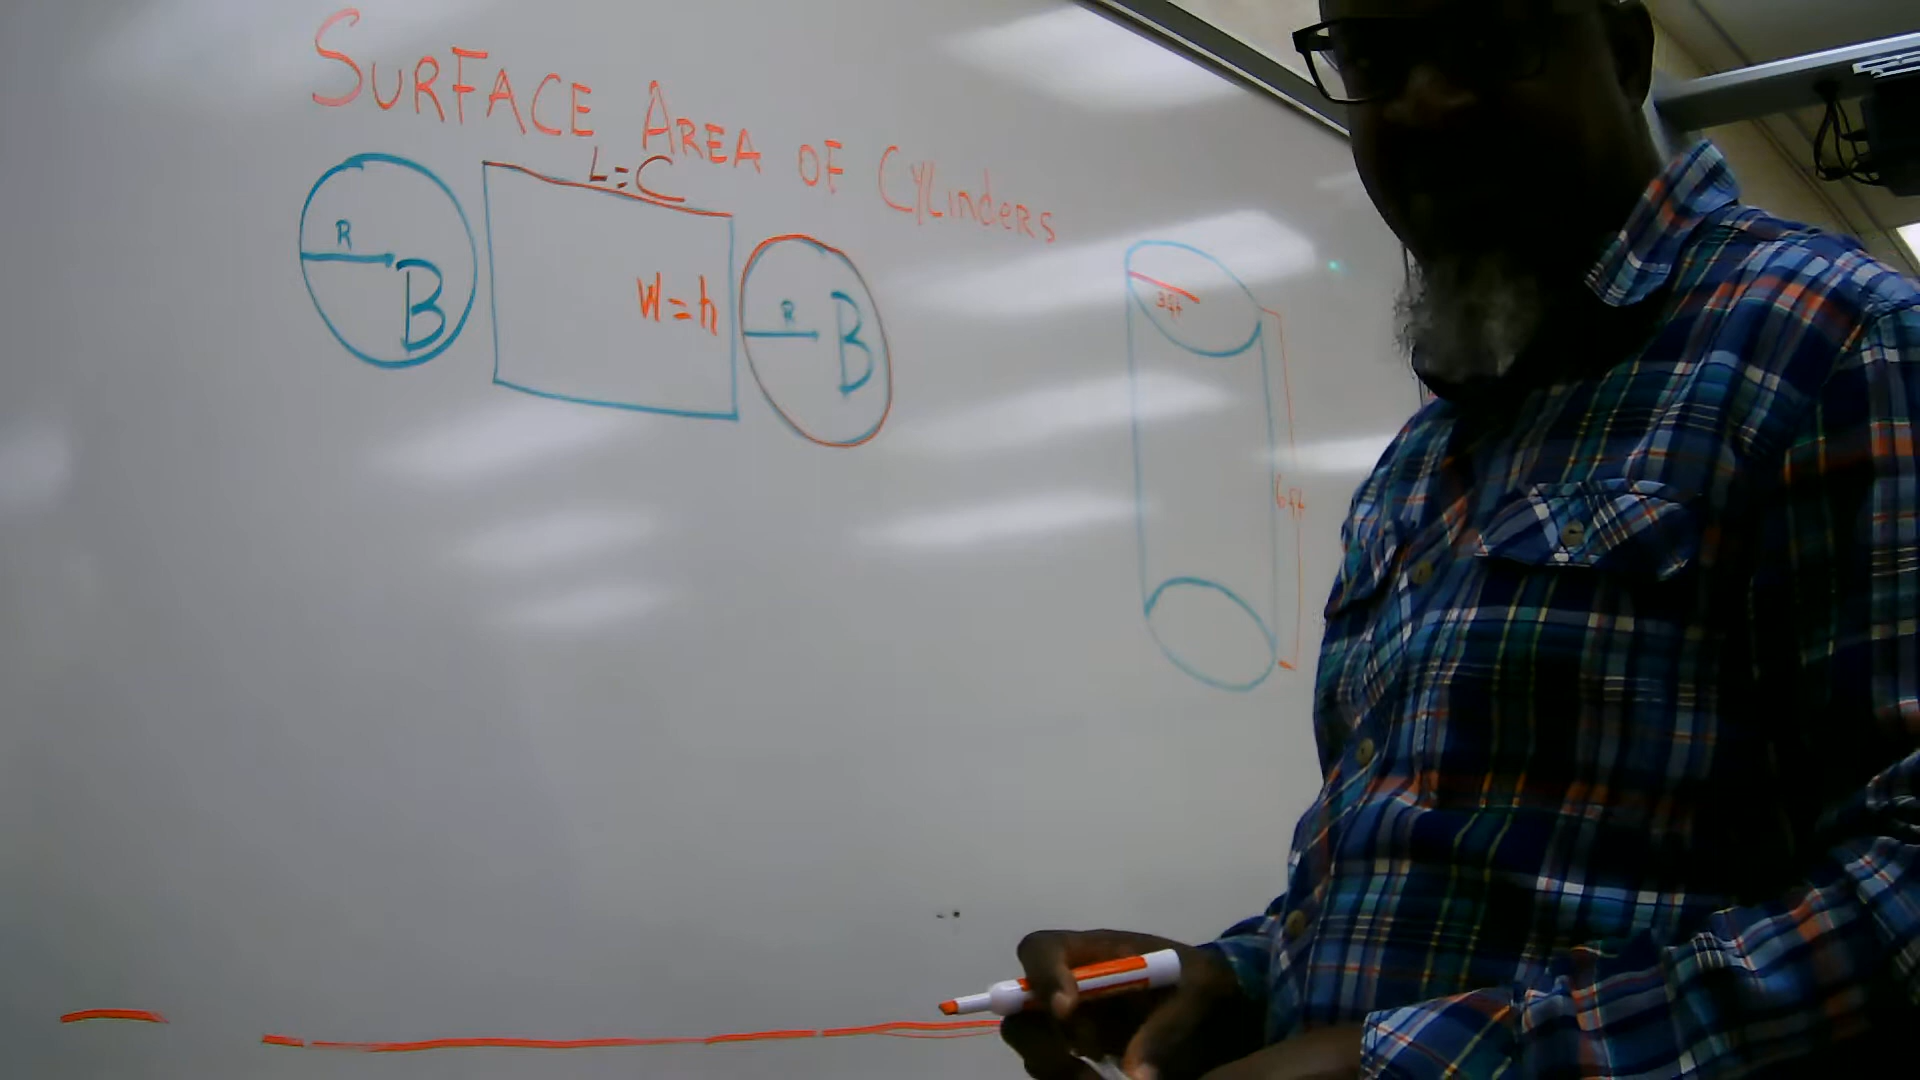 SURFACE AREA OF CYLinders
L=C
R
B
W=h
R
B
3ft
6ft